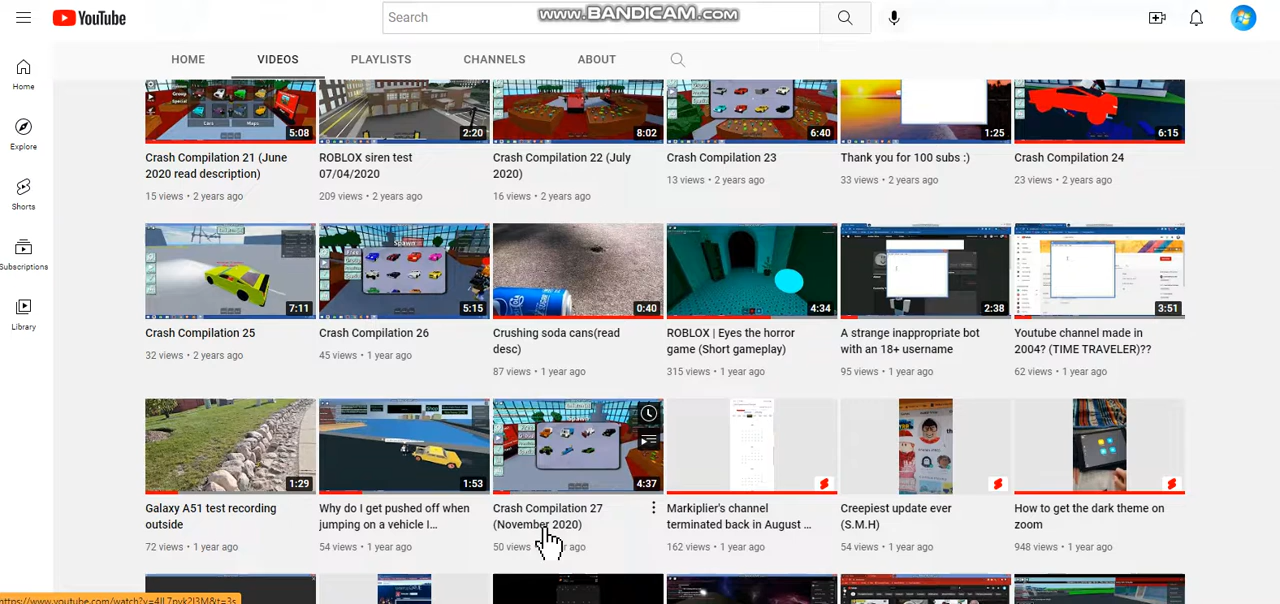 YouTube
Search
www.BANDICAM.com
HOME
VIDEOS
PLAYLISTS
CHANNELS
ABOUT
Home
Explore
Shorts
Subscriptions
Library
5:08
2:20
8:02
6:40
1:25
6:15
Crash Compilation 21 (June
2020 read description)
15 views • 2 years ago
ROBLOX siren test
07/04/2020
209 views • 2 years ago
Crash Compilation 22 (July
2020)
16 views • 2 years ago
Crash Compilation 23
13 views • 2 years ago
Thank you for 100 subs :)
33 views • 2 years ago
Crash Compilation 24
23 views • 2 years ago
7:11
Spawn
5:15
0:40
4:34
2:38
3:51
Crash Compilation 25
32 views • 2 years ago
Crash Compilation 26
45 views • 1 year ago
Crushing soda cans(read
desc)
87 views • 1 year ago
ROBLOX | Eyes the horror
game (Short gameplay)
315 views • 1 year ago
A strange inappropriate bot
with an 18+ username
95 views • 1 year ago
Youtube channel made in
2004? (TIME TRAVELER)??
62 views • 1 year ago
1:29
1:53
Spawn
4:37
Galaxy A51 test recording
outside
72 views • 1 year ago
Why do I get pushed off when
jumping on a vehicle I...
54 views • 1 year ago
Crash Compilation 27
(November 2020)
50 views ago
Markiplier's channel
terminated back in August ...
162 views • 1 year ago
Creepiest update ever
(S.M.H)
54 views • 1 year ago
How to get the dark theme on
zoom
948 views • 1 year ago